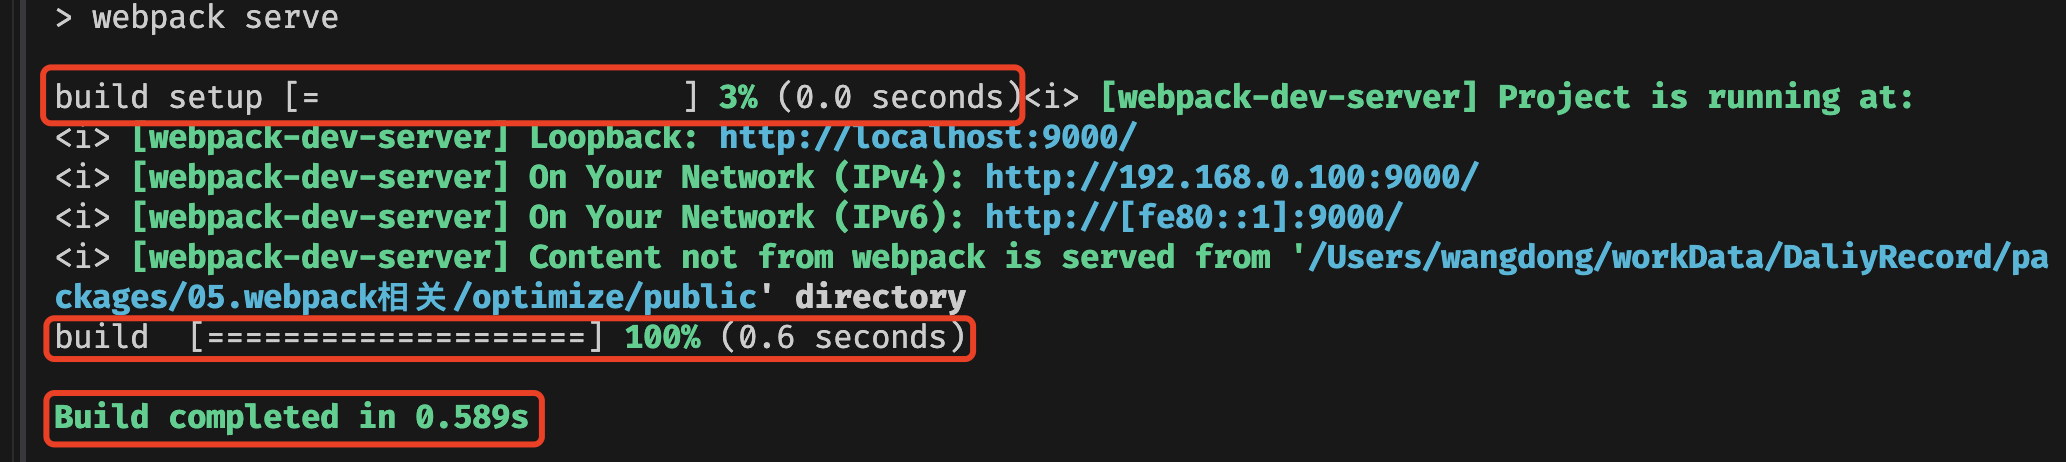 > webpack serve
build setup [=                   ] 3% (0.0 seconds)<i> [webpack-dev-server] Project is running at:
<i> [webpack-dev-server] Loopback: http://localhost:9000/
<i> [webpack-dev-server] On Your Network (IPv4): http://192.168.0.100:9000/
<i> [webpack-dev-server] On Your Network (IPv6): http://[fe80::1]:9000/
<i> [webpack-dev-server] Content not from webpack is served from '/Users/wangdong/workData/DaliyRecord/pa
ckages/05.webpack相关/optimize/public' directory
build  [====================] 100% (0.6 seconds)
Build completed in 0.589s